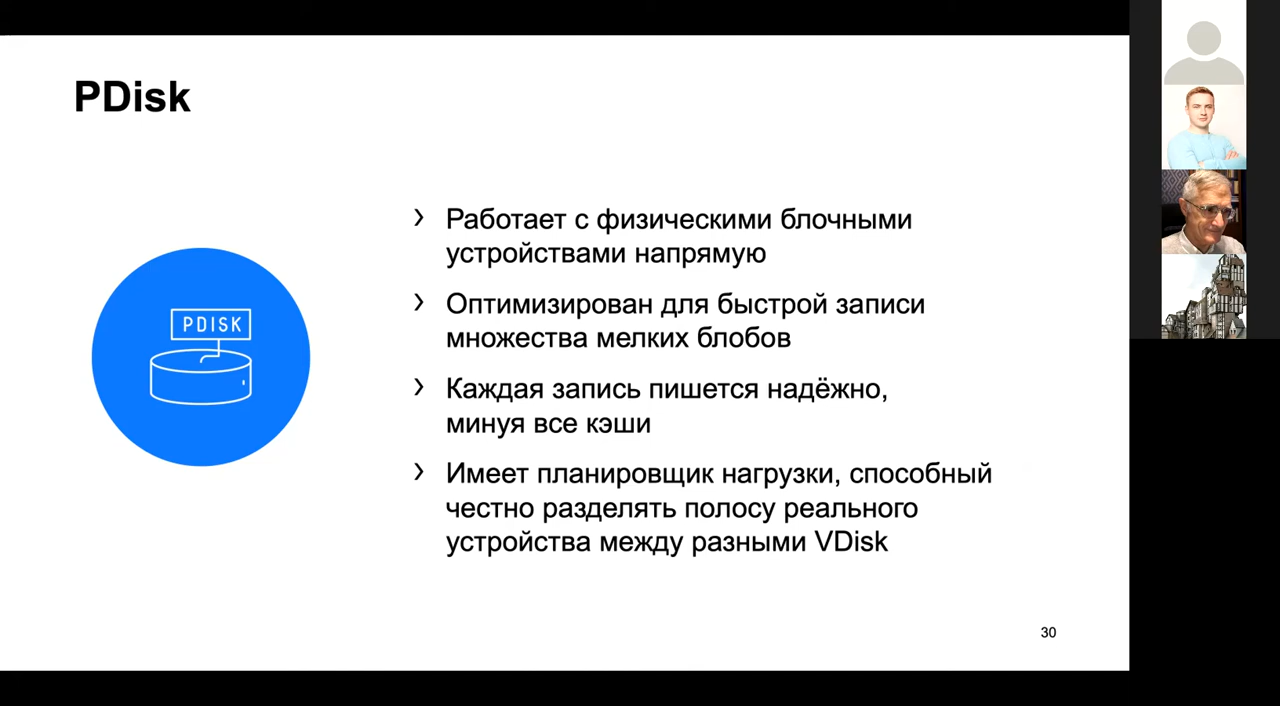 PDisk
PDISK
› Работает с физическими блочными
устройствами напрямую
› Оптимизирован для быстрой записи
множества мелких блобов
› Каждая запись пишется надёжно,
минуя все кэши
› Имеет планировщик нагрузки, способный
честно разделять полосу реального
устройства между разными VDisk
30